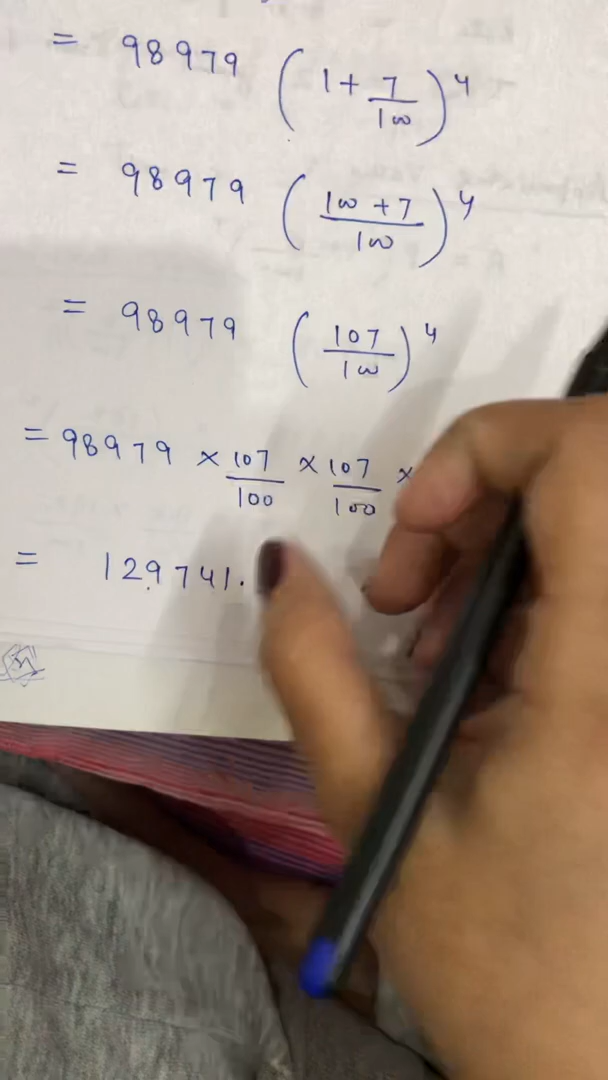 = 98979 (1 + 7/100)^4
= 98979 (100 + 7/100)^4
= 98979 (107/100)^4
= 98979 × 107/100 × 107/100 ×
= 129741.